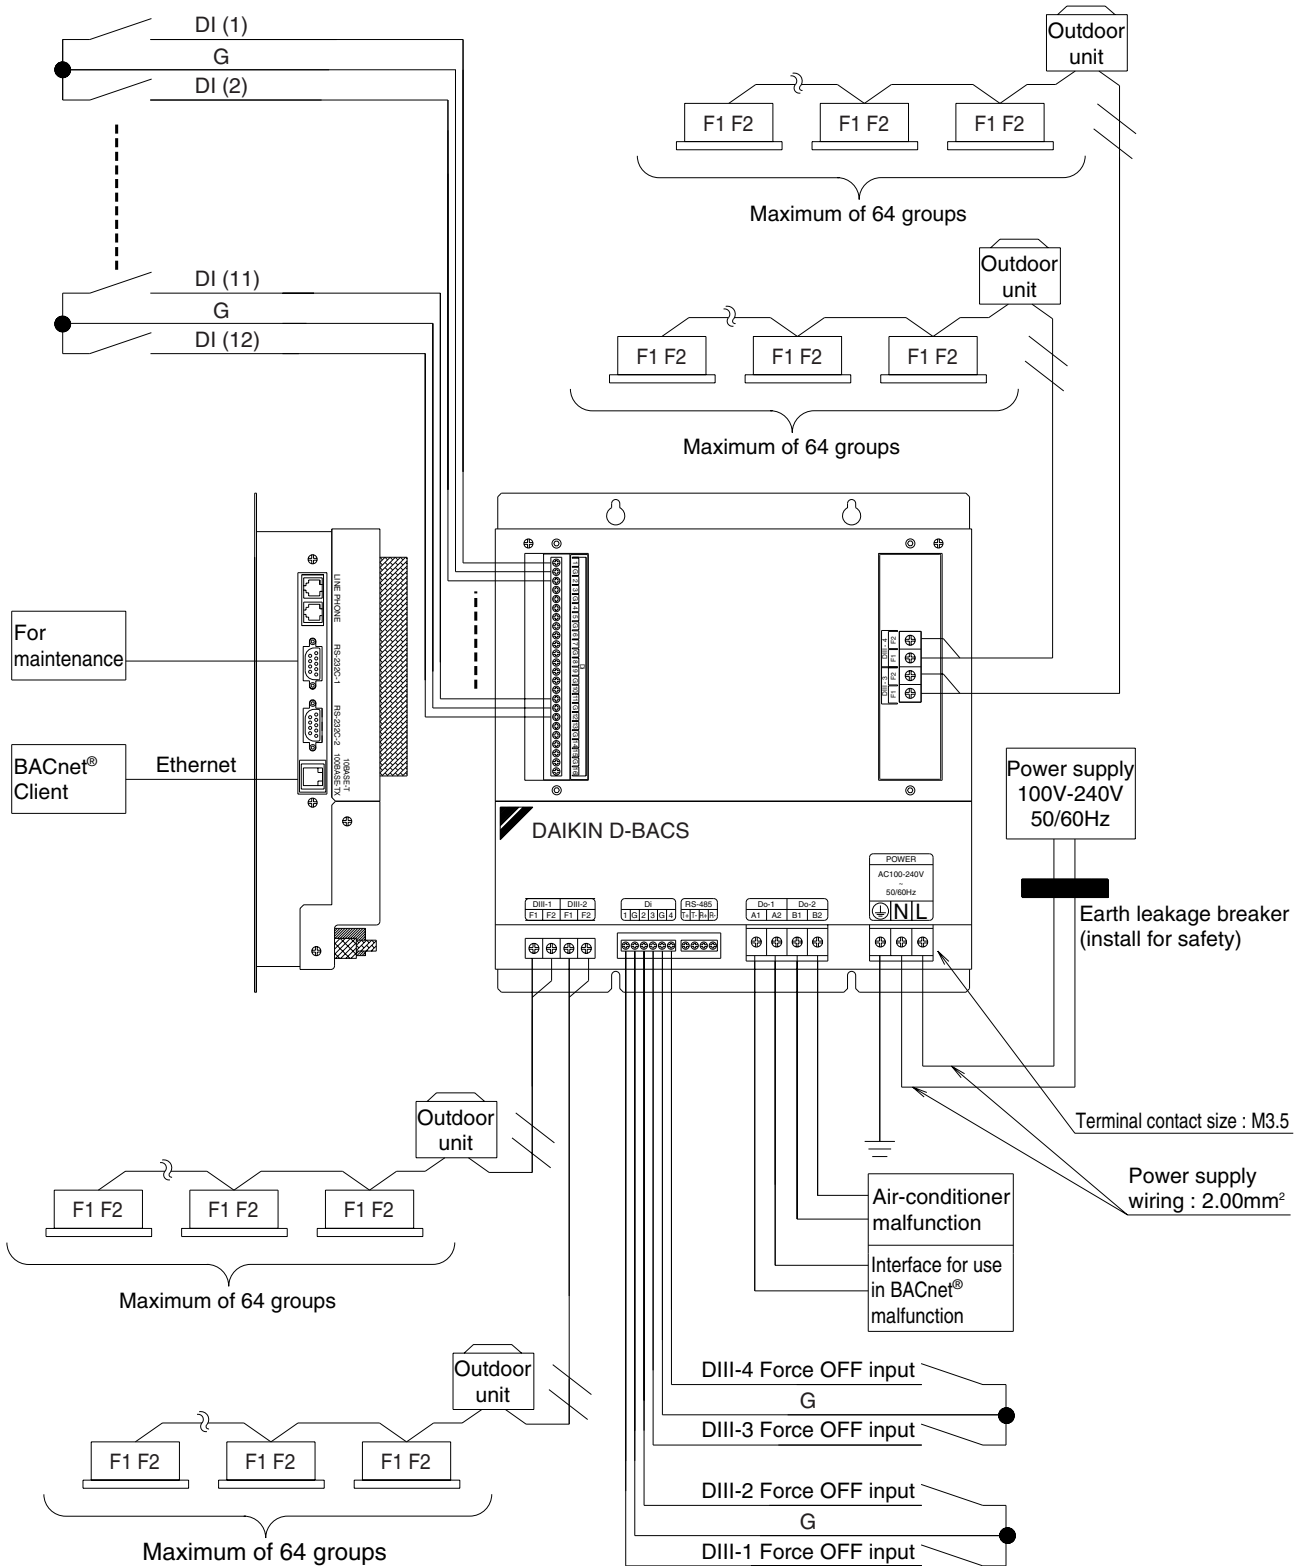 DI (1)
G
DI (2)
DI (11)
G
DI (12)
Outdoor
unit
F1 F2
F1 F2
F1 F2
Maximum of 64 groups
Outdoor
unit
F1 F2
F1 F2
F1 F2
Maximum of 64 groups
For
maintenance
BACnet®
Client
Ethernet
LINE PHONE
RS-232C-1
RS-232C-2
10BASE-T
100BASE-TX
DIII-4
F2
F1
DIII-3
F2
F1
DAIKIN D-BACS
DIII-1 DIII-2
F1 F2 F1 F2
Di
1 G 2 3 G 4
RS-485
T+ T- R+ R-
Do-1 Do-2
A1 A2 B1 B2
POWER
AC100-240V
~
50/60Hz
N L
Power supply
100V-240V
50/60Hz
Earth leakage breaker
(install for safety)
Terminal contact size : M3.5
Power supply
wiring : 2.00mm²
Outdoor
unit
F1 F2
F1 F2
F1 F2
Maximum of 64 groups
Outdoor
unit
F1 F2
F1 F2
F1 F2
Maximum of 64 groups
Air-conditioner
malfunction
Interface for use
in BACnet®
malfunction
DIII-4 Force OFF input
G
DIII-3 Force OFF input
DIII-2 Force OFF input
G
DIII-1 Force OFF input